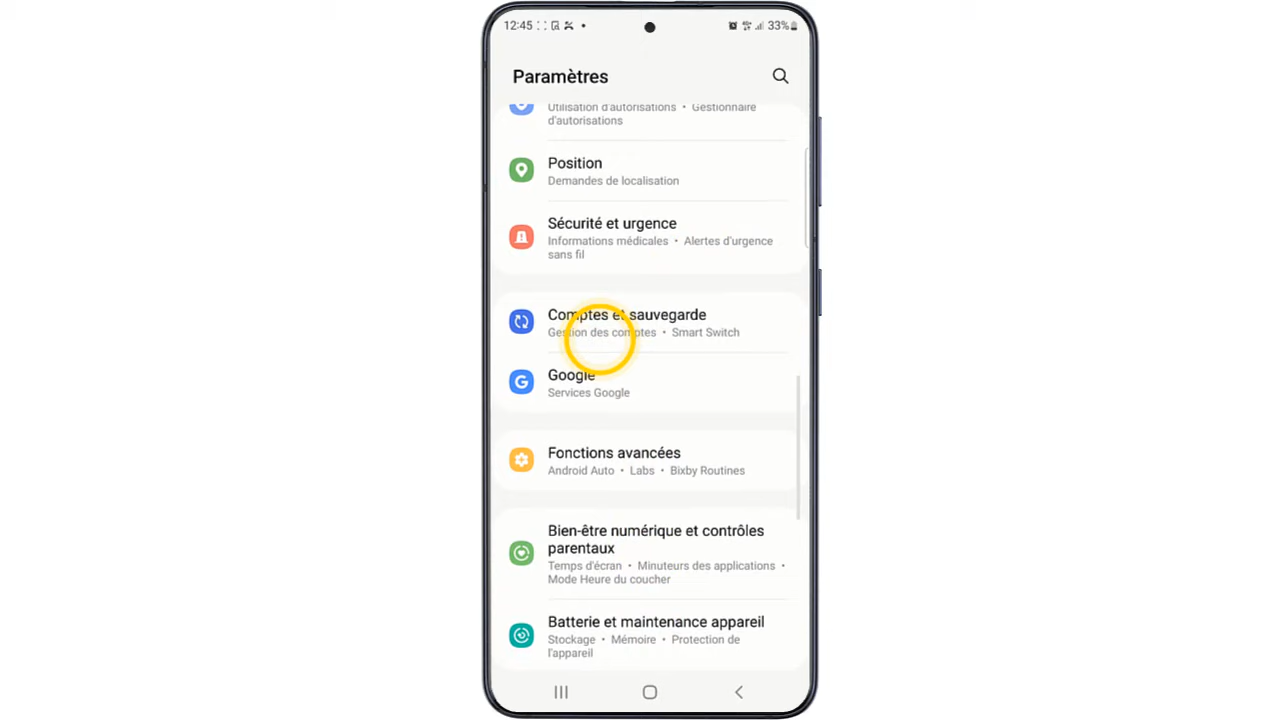 12:45
33%
Paramètres
Utilisation d'autorisations • Gestionnaire
d'autorisations
Position
Demandes de localisation
Sécurité et urgence
Informations médicales • Alertes d'urgence
sans fil
Comptes et sauvegarde
Gestion des comptes • Smart Switch
G
Google
Services Google
Fonctions avancées
Android Auto • Labs • Bixby Routines
Bien-être numérique et contrôles
parentaux
Temps d'écran • Minuteurs des applications •
Mode Heure du coucher
Batterie et maintenance appareil
Stockage • Mémoire • Protection de
l'appareil